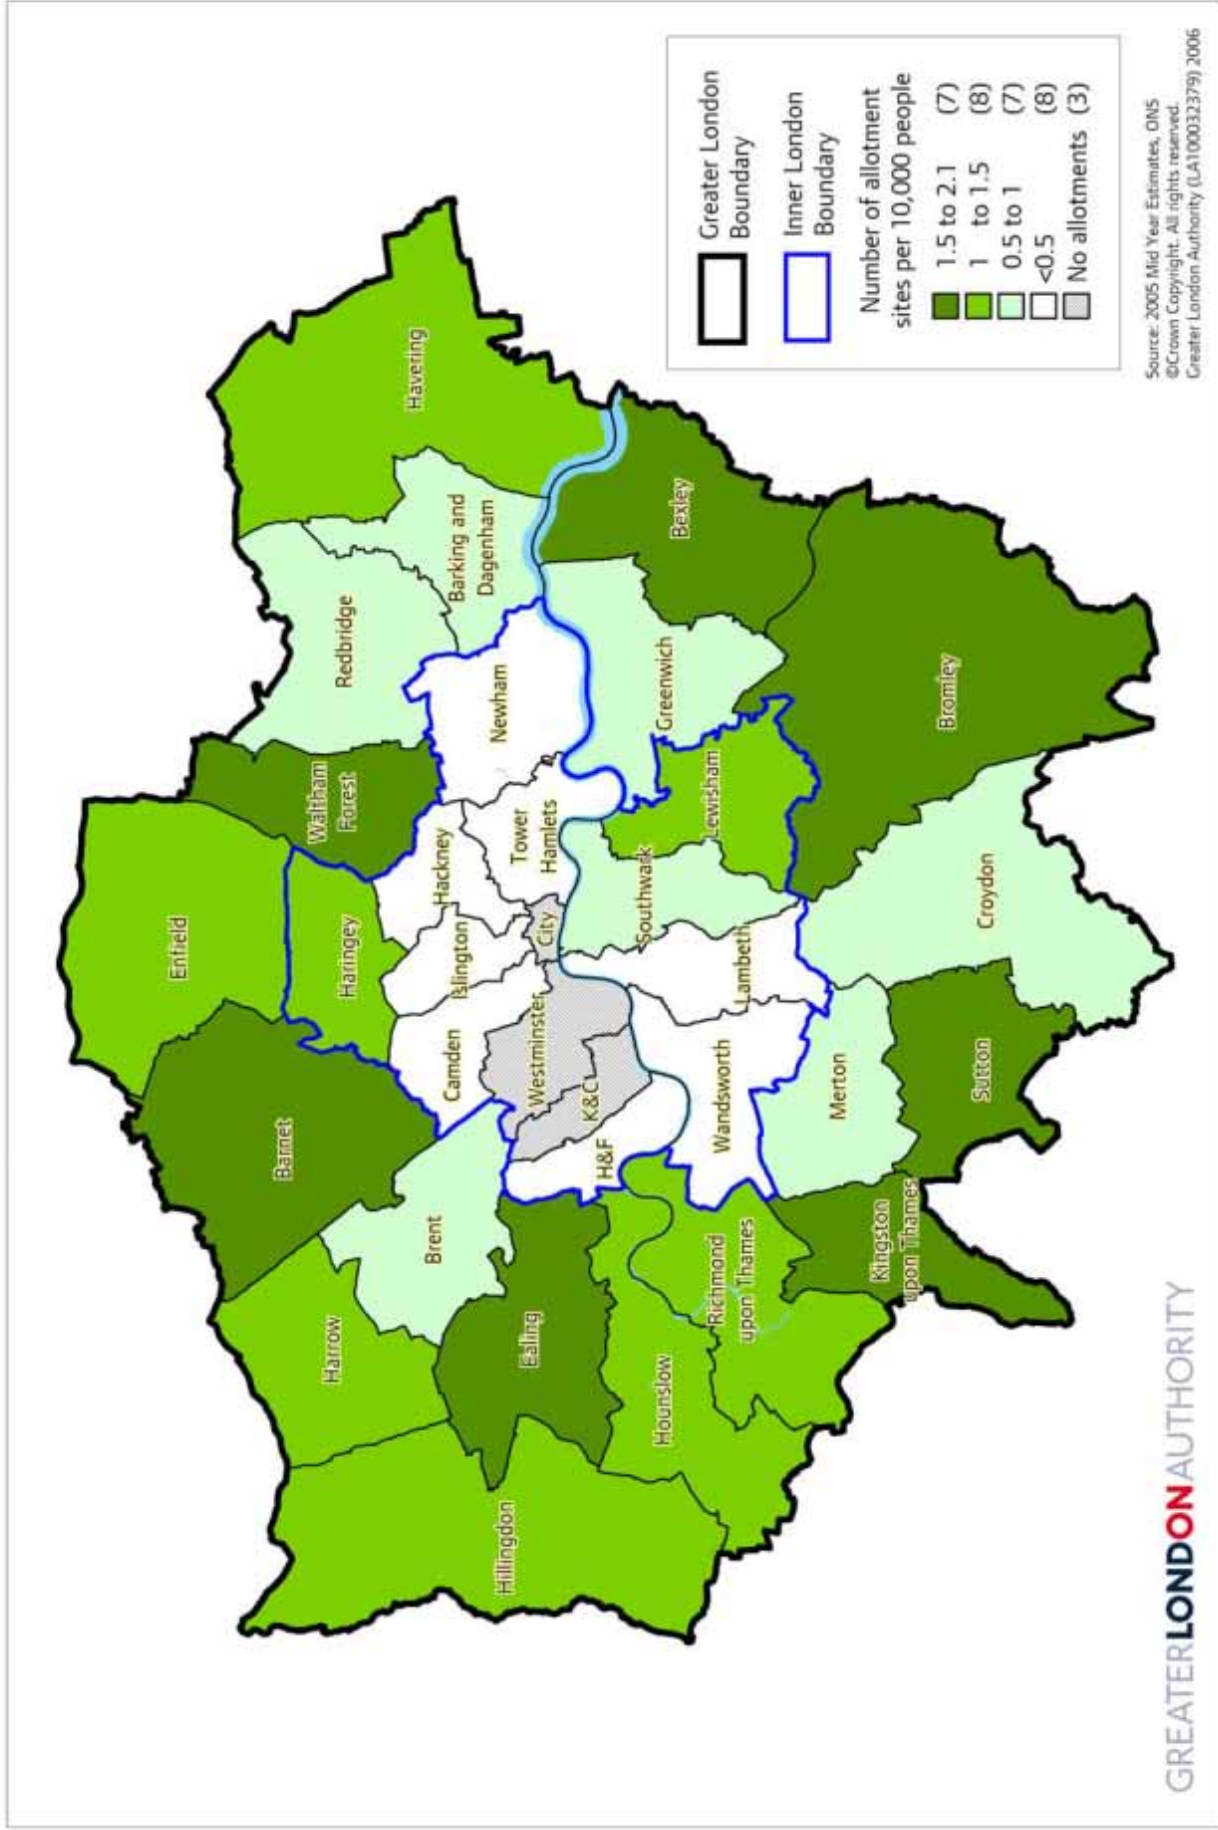 Enfield
Barnet
Haringey
Waltham
Forest
Redbridge
Havering
Harrow
Brent
Camden
Islington
Hackney
Newham
Barking and
Dagenham
Hillingdon
Ealing
Westminster
K&C
H&F
City
Tower
Hamlets
Hounslow
Richmond
upon Thames
Wandsworth
Lambeth
Southwark
Lewisham
Greenwich
Bexley
Kingston
upon Thames
Merton
Sutton
Croydon
Bromley
Greater London
Boundary
Inner London
Boundary
Number of allotment
sites per 10,000 people
1.5 to 2.1 (7)
1 to 1.5 (8)
0.5 to 1 (7)
<0.5 (8)
No allotments (3)
Source: 2005 Mid Year Estimates, ONS
©Crown Copyright. All rights reserved.
Greater London Authority (LA100032379) 2006
GREATERLONDONAUTHORITY